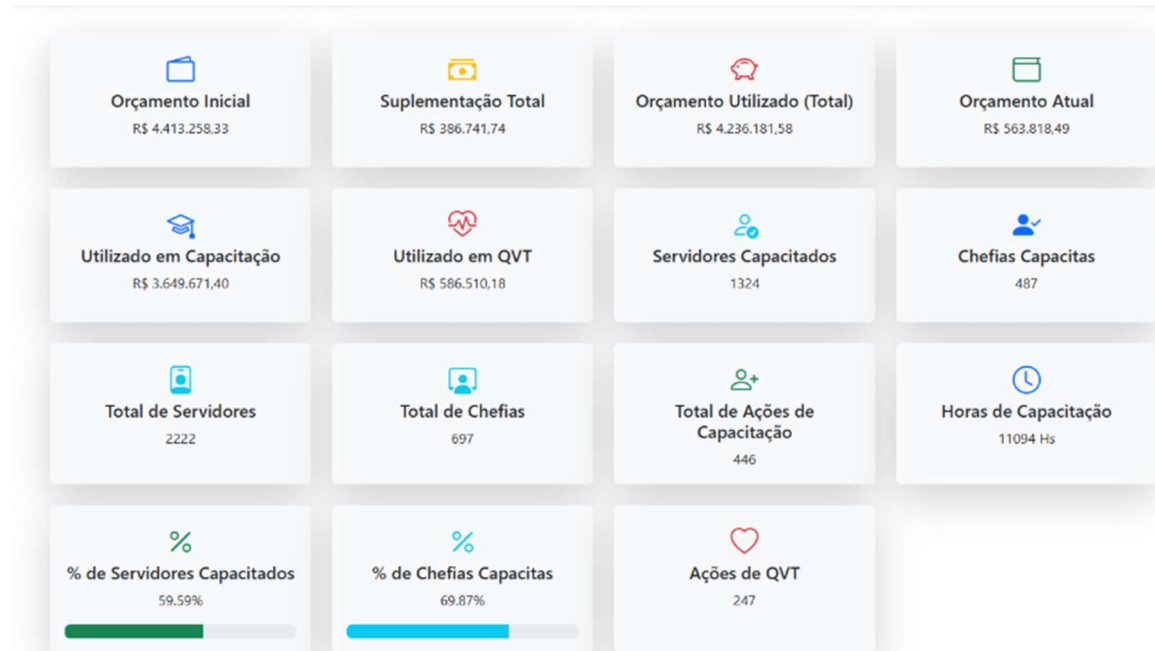 Orçamento Inicial
R$ 4.413.258,33
Suplementação Total
R$ 386.741,74
Orçamento Utilizado (Total)
R$ 4.236.181,58
Orçamento Atual
R$ 563.818,49
Utilizado em Capacitação
R$ 3.649.671,40
Utilizado em QVT
R$ 586.510,18
Servidores Capacitados
1324
Chefias Capacitas
487
Total de Servidores
2222
Total de Chefias
697
Total de Ações de
Capacitação
446
Horas de Capacitação
11094 Hs
% de Servidores Capacitados
59.59%
% de Chefias Capacitas
69.87%
Ações de QVT
247